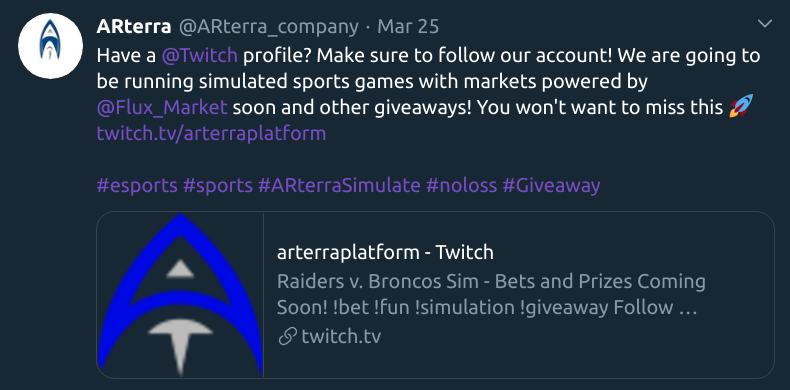 ARterra @ARterra_company · Mar 25
Have a @Twitch profile? Make sure to follow our account! We are going to
be running simulated sports games with markets powered by
@Flux_Market soon and other giveaways! You won't want to miss this 🚀
twitch.tv/arterraplatform
#esports #sports #ARterraSimulate #noloss #Giveaway
arterraplatform - Twitch
Raiders v. Broncos Sim - Bets and Prizes Coming
Soon! !bet !fun !simulation !giveaway Follow ...
twitch.tv